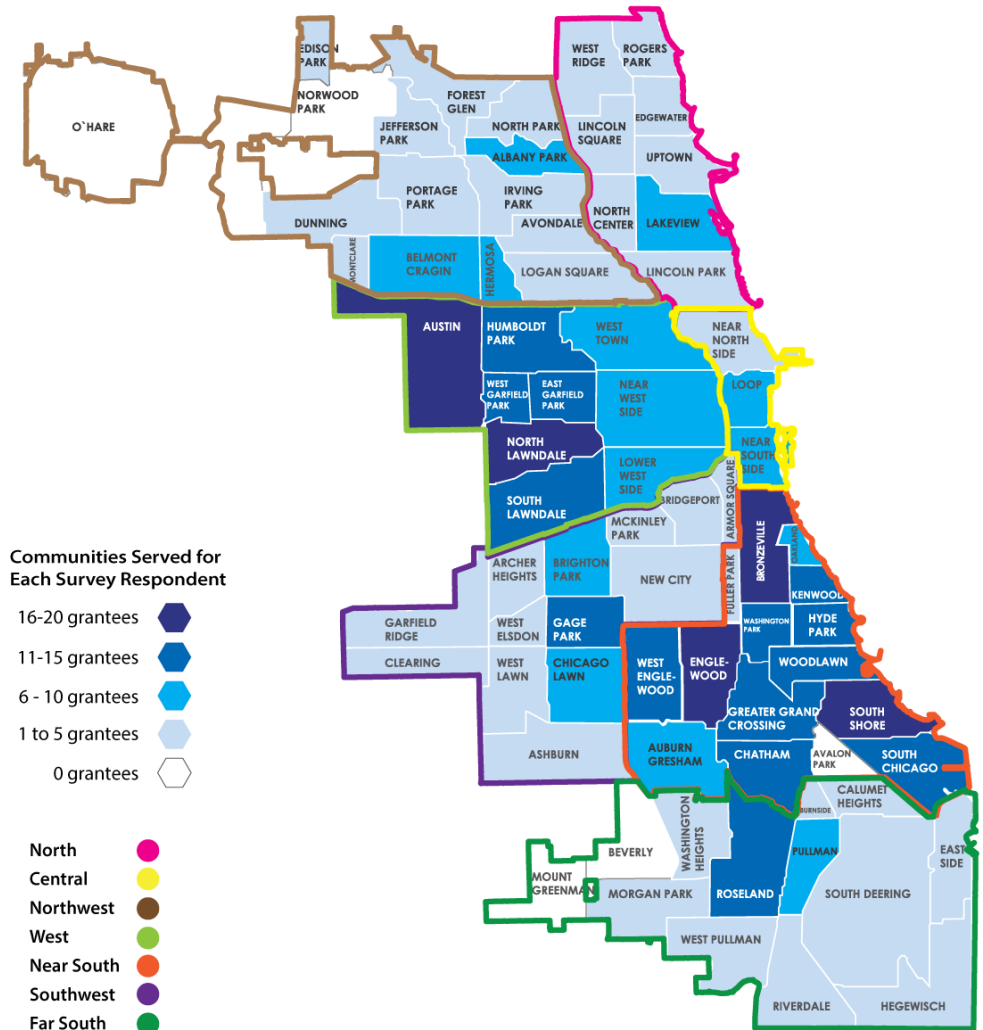 EDISON
PARK
NORWOOD
PARK
O`HARE
FOREST
GLEN
JEFFERSON
PARK
NORTH PARK
ALBANY PARK
PORTAGE
PARK
IRVING
PARK
DUNNING
AVONDALE
MONTCLARE
BELMONT
CRAGIN
HERMOSA
LOGAN SQUARE
WEST
RIDGE
ROGERS
PARK
EDGEWATER
LINCOLN
SQUARE
UPTOWN
NORTH
CENTER
LAKEVIEW
LINCOLN PARK
AUSTIN
HUMBOLDT
PARK
WEST
TOWN
NEAR
NORTH
SIDE
WEST
GARFIELD
PARK
EAST
GARFIELD
PARK
NEAR
WEST
SIDE
LOOP
NORTH
LAWNDALE
NEAR
SOUTH
SIDE
SOUTH
LAWNDALE
LOWER
WEST
SIDE
BRIDGEPORT
ARMOR SQUARE
MCKINLEY
PARK
BRONZEVILLE
OAKLAND
ARCHER
HEIGHTS
BRIGHTON
PARK
NEW CITY
FULLER PARK
KENWOOD
GARFIELD
RIDGE
WEST
ELSDON
GAGE
PARK
WASHINGTON
PARK
HYDE
PARK
CLEARING
WEST
LAWN
CHICAGO
LAWN
WEST
ENGLE-
WOOD
ENGLE-
WOOD
WOODLAWN
GREATER GRAND
CROSSING
SOUTH
SHORE
ASHBURN
AUBURN
GRESHAM
CHATHAM
AVALON
PARK
SOUTH
CHICAGO
BURNSIDE
CALUMET
HEIGHTS
WASHINGTON
HEIGHTS
BEVERLY
PULLMAN
EAST
SIDE
MOUNT
GREENMAN
MORGAN PARK
ROSELAND
SOUTH DEERING
WEST PULLMAN
RIVERDALE
HEGEWISCH
Communities Served for
Each Survey Respondent
16-20 grantees
11-15 grantees
6 - 10 grantees
1 to 5 grantees
0 grantees
North
Central
Northwest
West
Near South
Southwest
Far South